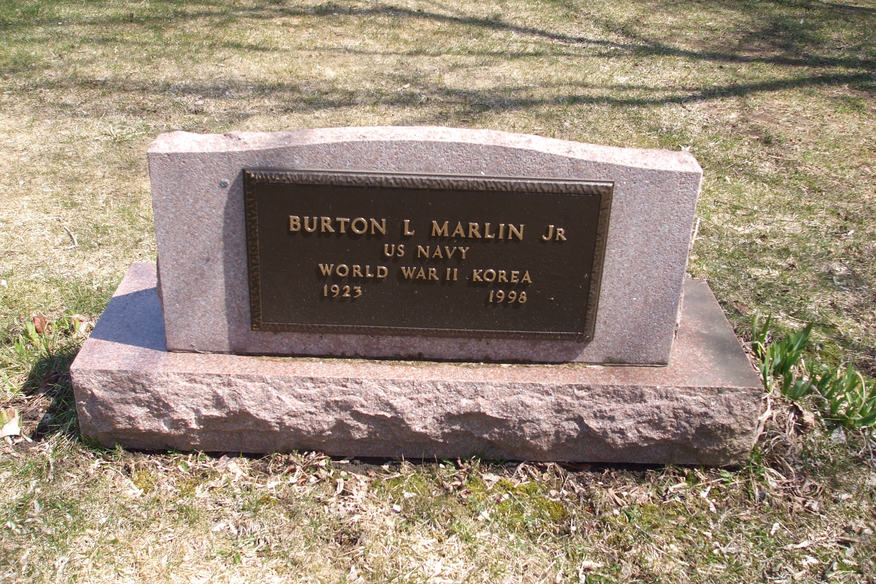 BURTON L MARLIN JR
US NAVY
WORLD WAR II KOREA
1923 1998